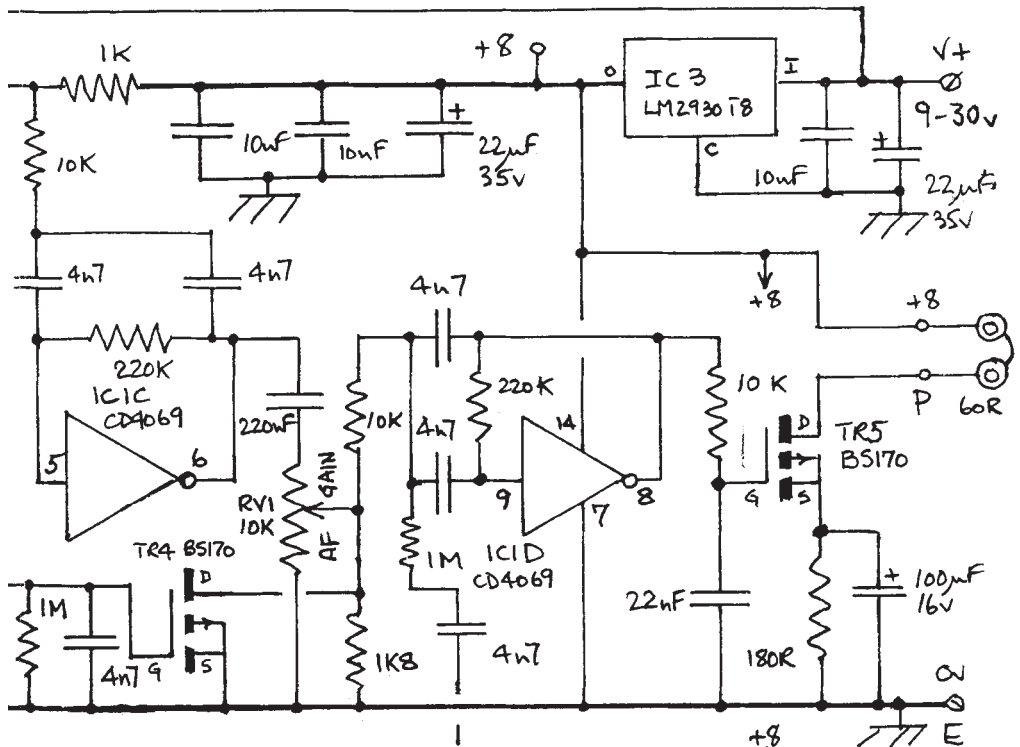 1K
+8
O
IC3
LM2930T8
I
C
V+
9-30v
10K
10nF
10nF
+
22µF
35v
10nF
+
22µF
35v
4n7
4n7
+8
4n7
+8
220K
IC1C
CD4069
220nF
10K
4n7
220K
14
10K
P
60R
D
TR5
BS170
G
S
5
6
RV1
10K
AF GAIN
9
8
7
1M
IC1D
CD4069
TR4 BS170
D
G
S
1M
4n7
1K8
4n7
22nF
180R
+
100µF
16v
0v
E
+8